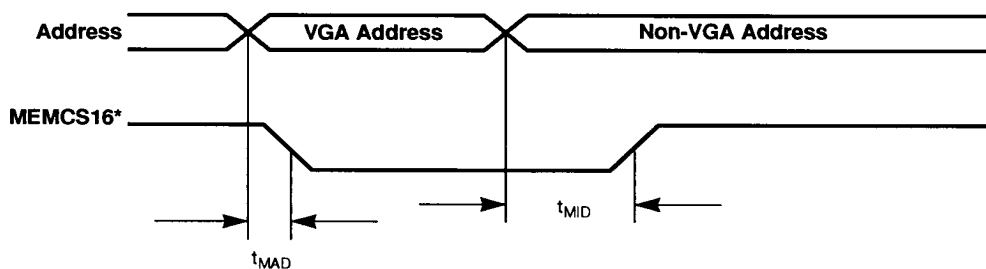 Address VGA Address Non-VGA Address
MEMCS16*
tMID
tMAD